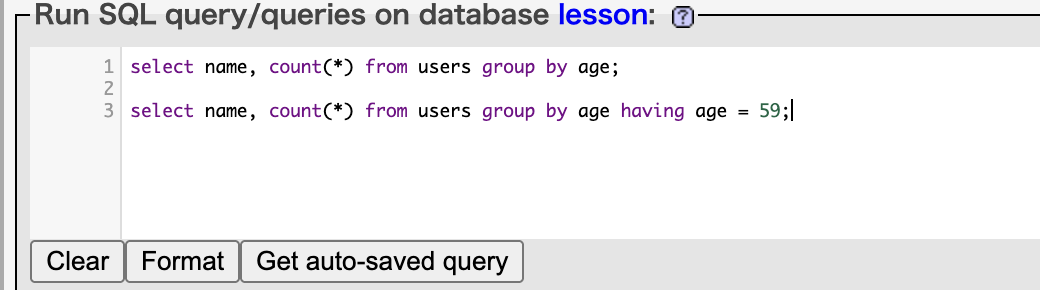 Run SQL query/queries on database lesson: ?
1 select name, count(*) from users group by age;
2
3 select name, count(*) from users group by age having age = 59;
Clear Format Get auto-saved query